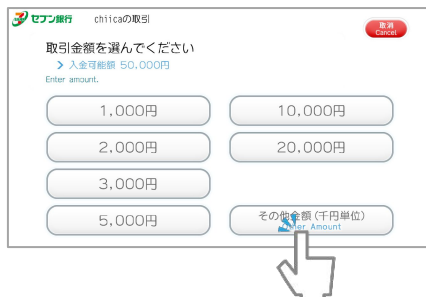 セブン銀行 chiicaの取引
取消
Cancel
取引金額を選んでください
入金可能額 50,000円
Enter amount.
1,000円
10,000円
2,000円
20,000円
3,000円
5,000円
その他金額(千円単位)
Enter Amount